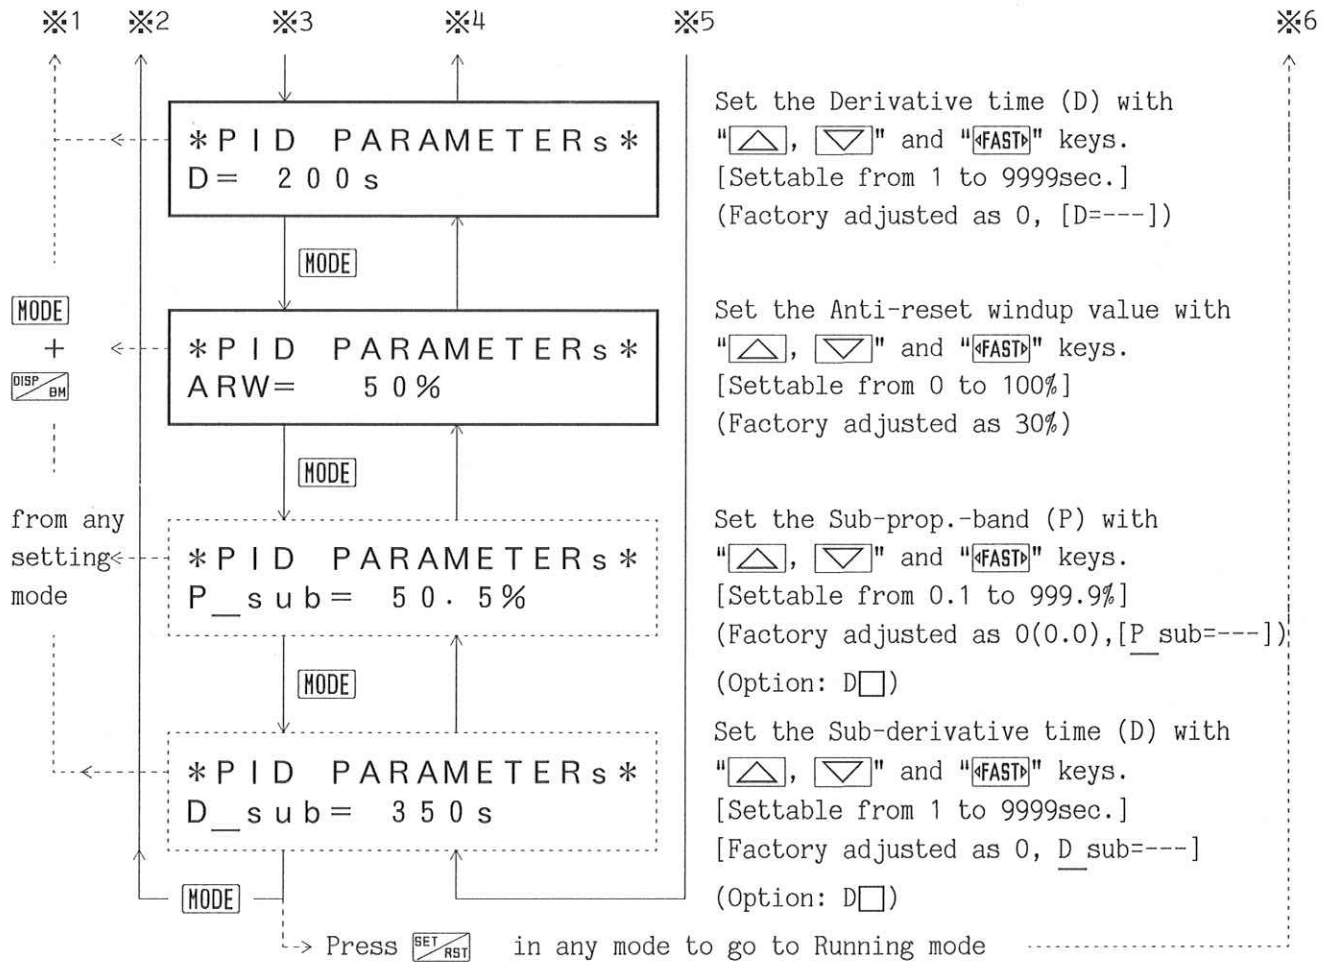 ※1 ※2 ※3 ※4 ※5 ※6
*PID PARAMETERs*
D= 200s
Set the Derivative time (D) with
"△, ▽" and "◁FAST▷" keys.
[Settable from 1 to 9999sec.]
(Factory adjusted as 0, [D=---])
MODE
MODE
+
DISP/BM
*PID PARAMETERs*
ARW= 50%
Set the Anti-reset windup value with
"△, ▽" and "◁FAST▷" keys.
[Settable from 0 to 100%]
(Factory adjusted as 30%)
MODE
from any
setting
mode
*PID PARAMETERs*
P_sub= 50.5%
Set the Sub-prop.-band (P) with
"△, ▽" and "◁FAST▷" keys.
[Settable from 0.1 to 999.9%]
(Factory adjusted as 0(0.0),[P_sub=---])
(Option: D□)
MODE
*PID PARAMETERs*
D_sub= 350s
Set the Sub-derivative time (D) with
"△, ▽" and "◁FAST▷" keys.
[Settable from 1 to 9999sec.]
[Factory adjusted as 0, D_sub=---]
(Option: D□)
MODE
Press SET/RST in any mode to go to Running mode